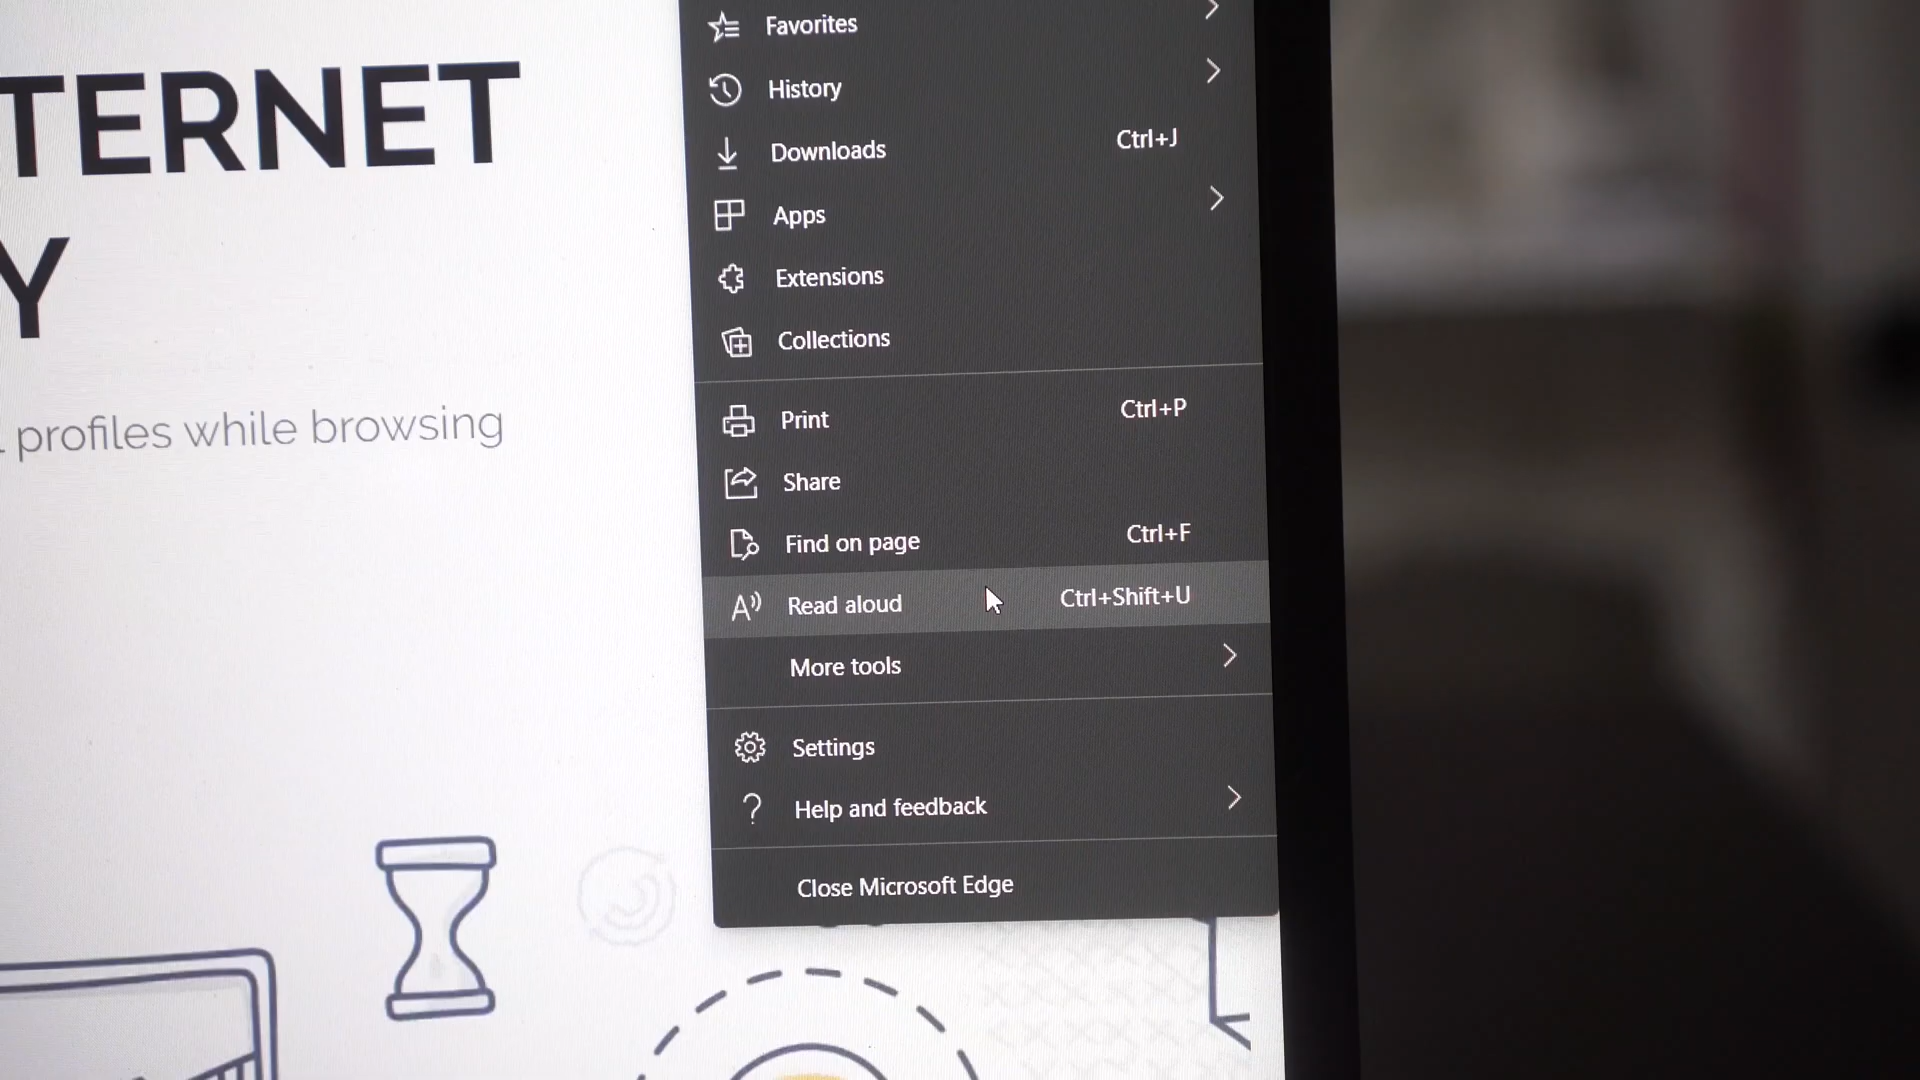 TERNET
Y
profiles while browsing
Favorites
History
Downloads Ctrl+J
Apps
Extensions
Collections
Print Ctrl+P
Share
Find on page Ctrl+F
Read aloud Ctrl+Shift+U
More tools
Settings
Help and feedback
Close Microsoft Edge